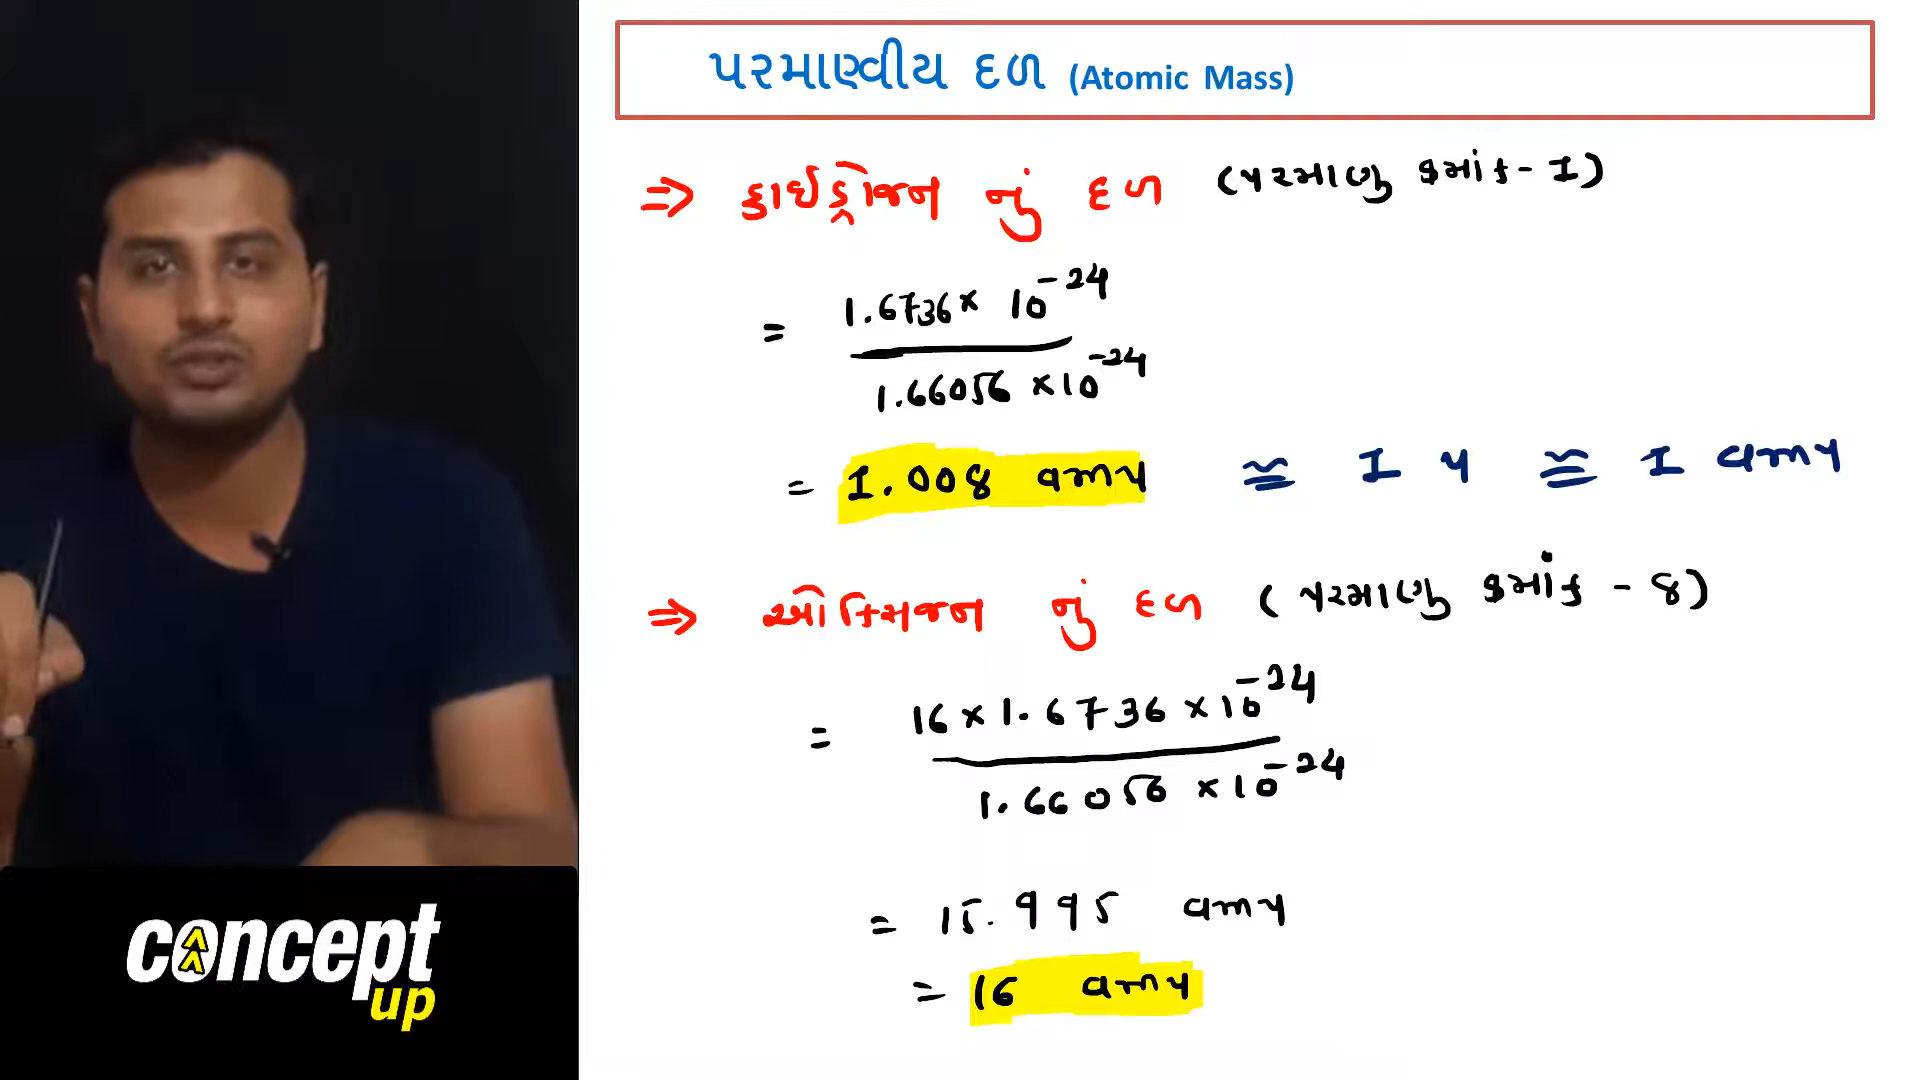 પરમાણ્વીય દળ (Atomic Mass)
⇒ હાઈડ્રોજન નું દળ (પરમાણુ ક્રમાંક - 1)
= 1.6736 × 10⁻²⁴
1.66056 × 10⁻²⁴
= 1.008 amu ≅ 1 u ≅ 1 amu
⇒ ઓક્સિજન નું દળ (પરમાણુ ક્રમાંક - 8)
= 16 × 1.6736 × 10⁻²⁴
1.66056 × 10⁻²⁴
= 15.995 amu
= 16 amu
concept
up